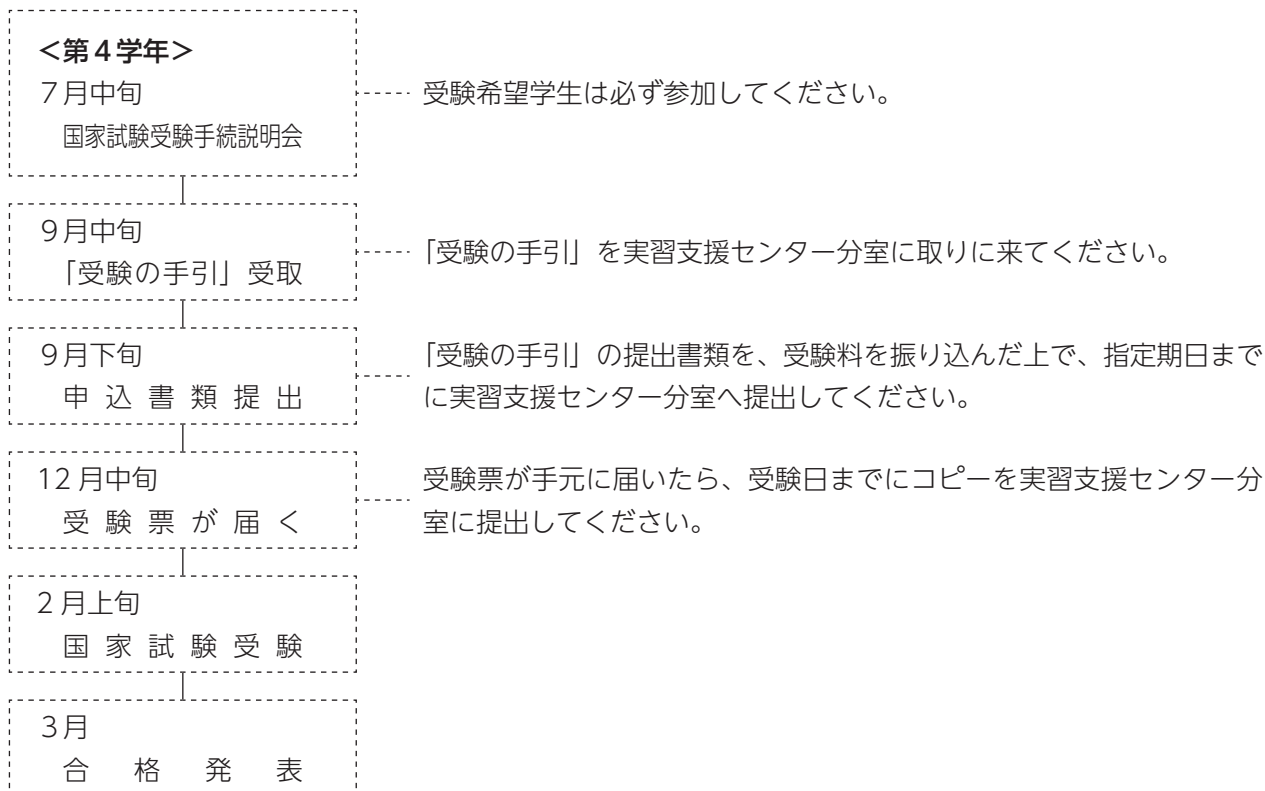 <第4学年>
7月中旬
国家試験受験手続説明会
受験希望学生は必ず参加してください。
9月中旬
「受験の手引」受取
「受験の手引」を実習支援センター分室に取りに来てください。
9月下旬
申込書類提出
「受験の手引」の提出書類を、受験料を振り込んだ上で、指定期日まで
に実習支援センター分室へ提出してください。
12月中旬
受験票が届く
受験票が手元に届いたら、受験日までにコピーを実習支援センター分
室に提出してください。
2月上旬
国家試験受験
3月
合格発表